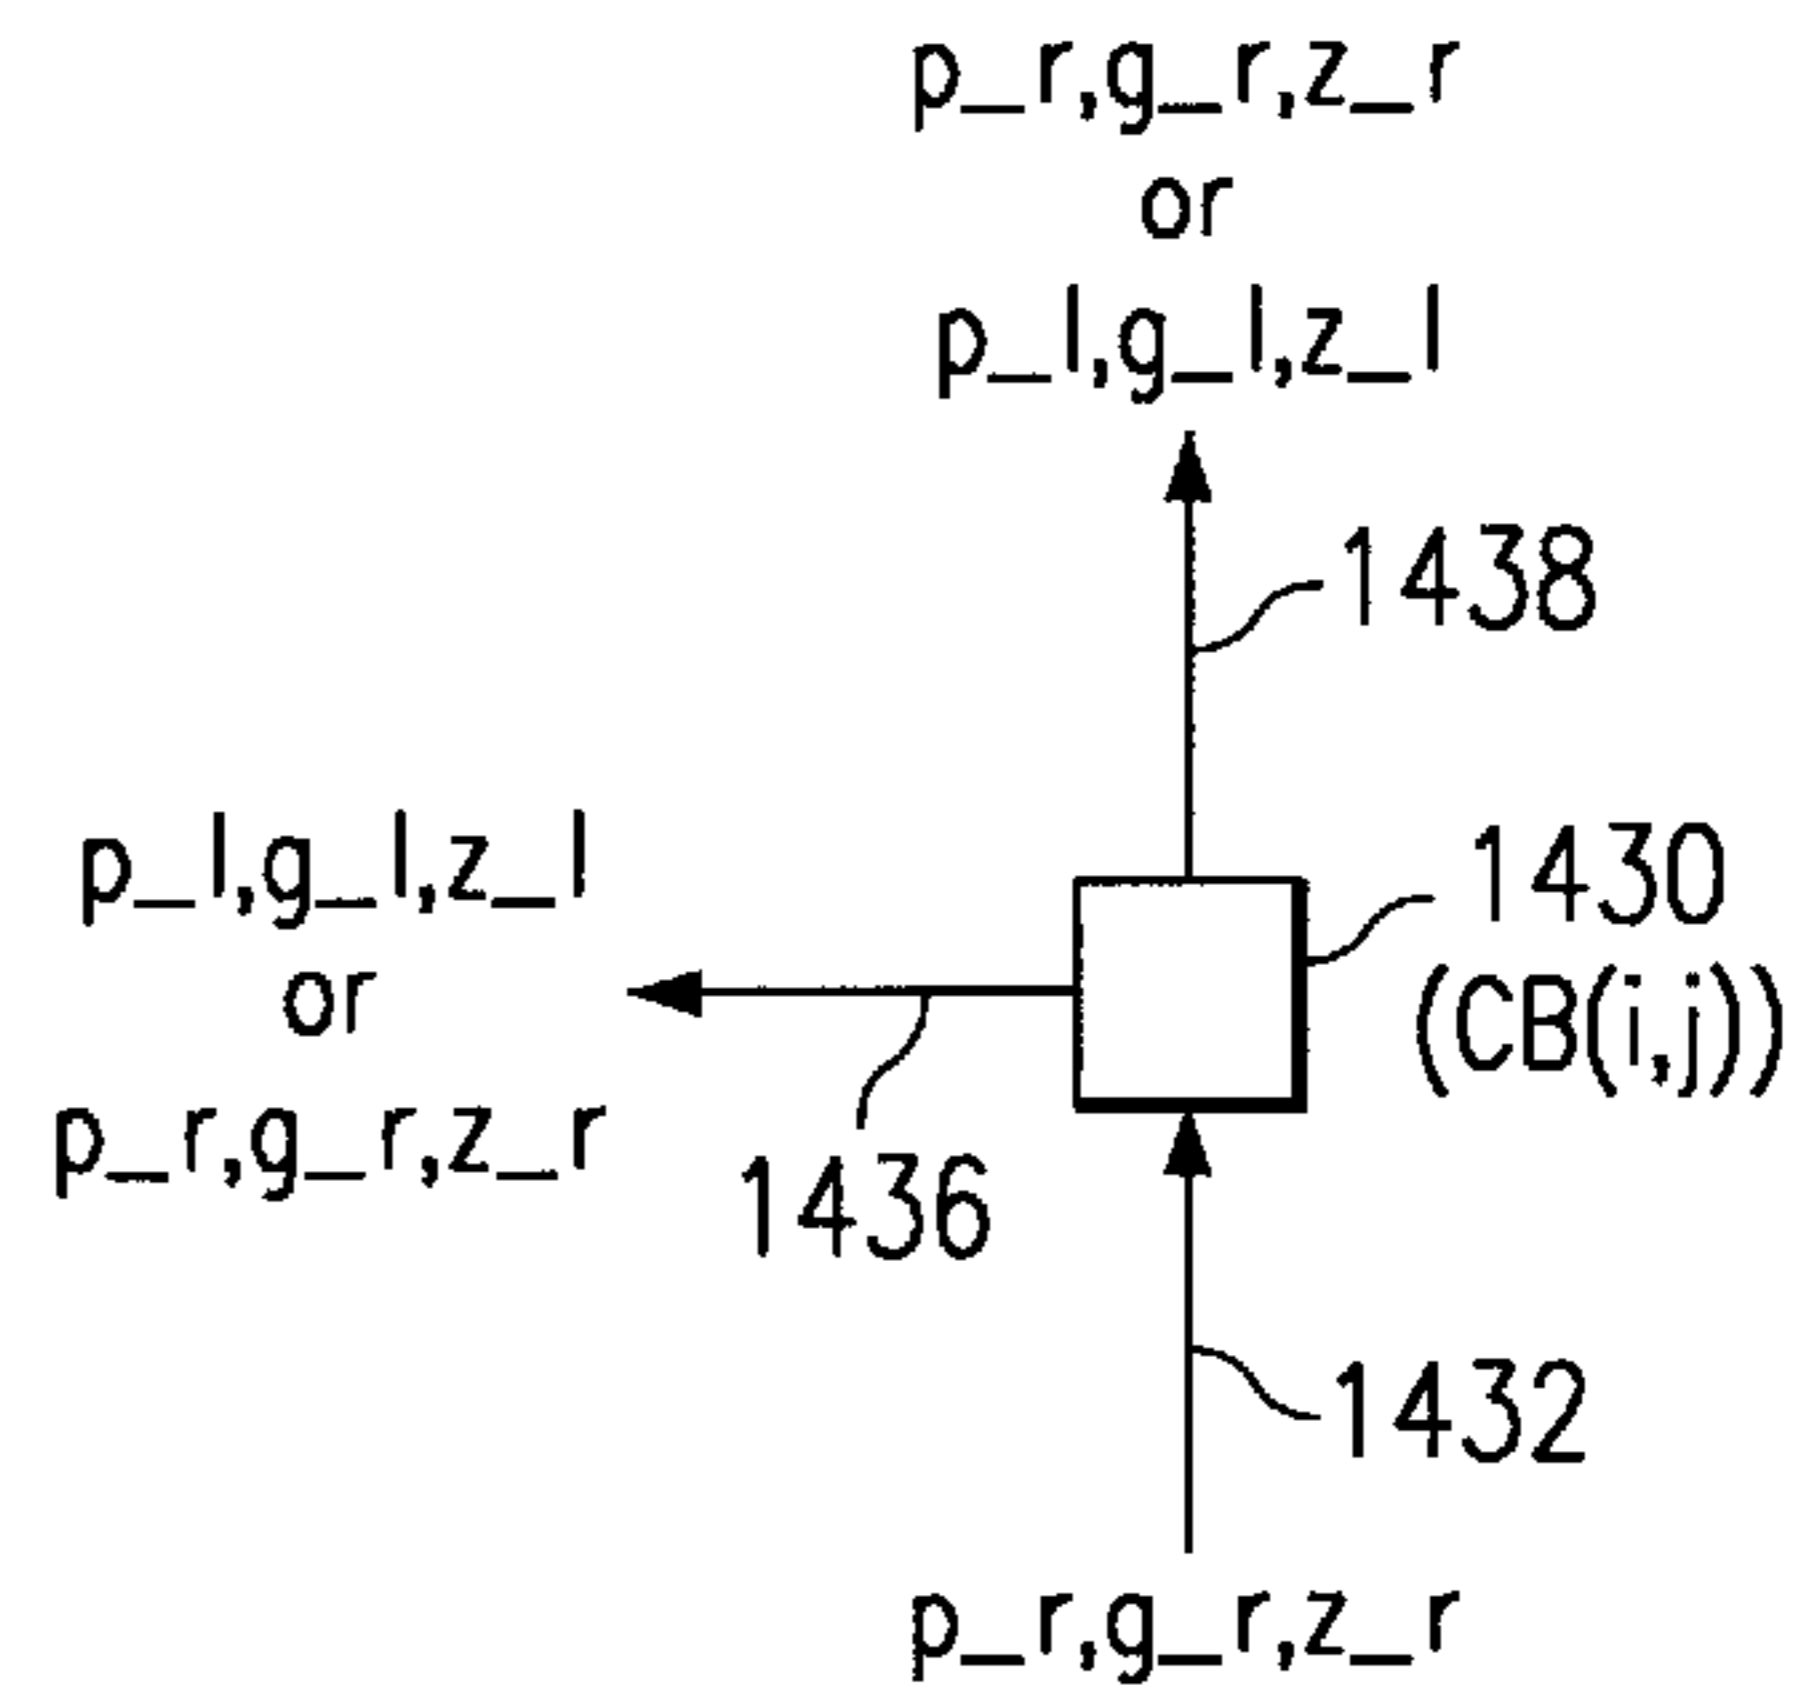 p_r,g_r,z_r
or
p_l,g_l,z_l
1438
1430
(CB(i,j))
p_l,g_l,z_l
or
p_r,g_r,z_r
1436
1432
p_r,g_r,z_r